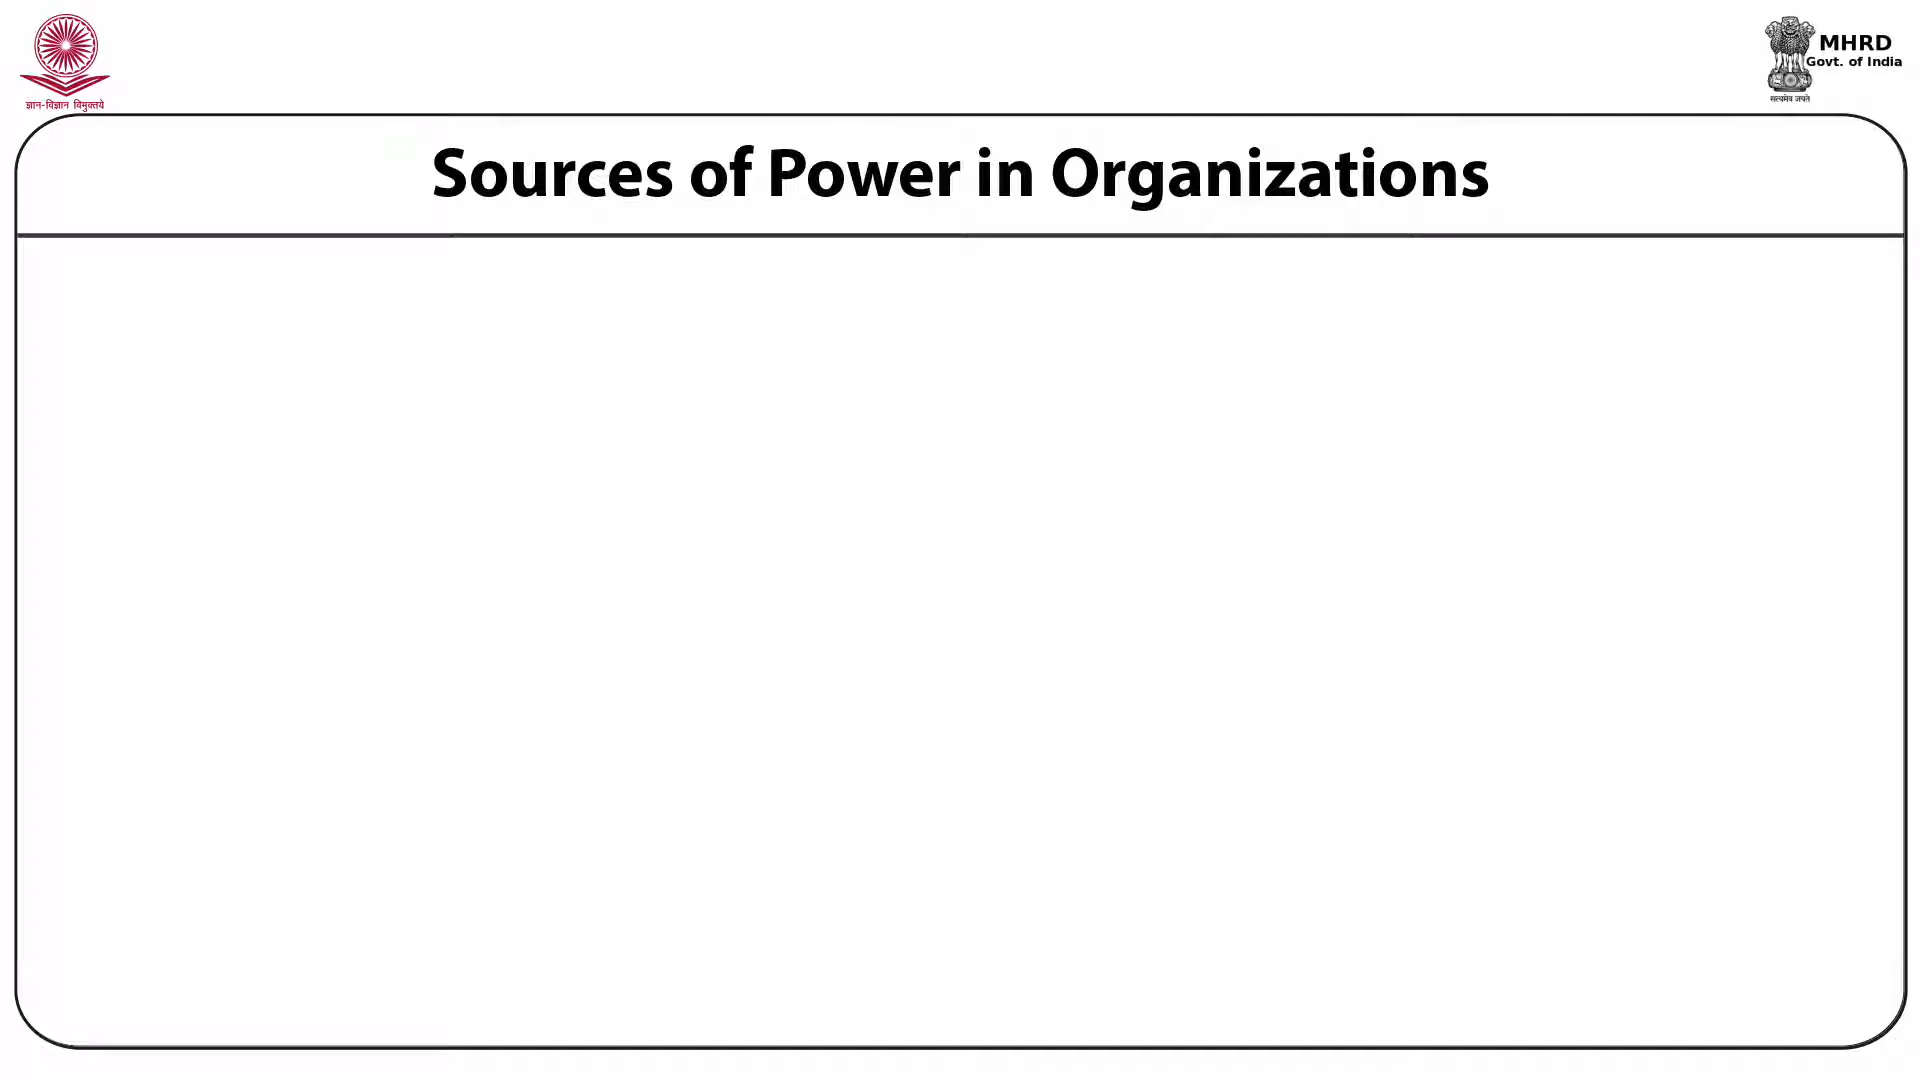 ज्ञान-विज्ञान विमुक्तये
MHRD
Govt. of India
सत्यमेव जयते
Sources of Power in Organizations